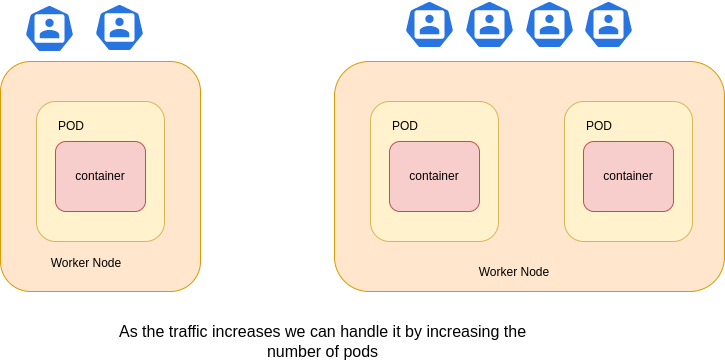 POD
container
Worker Node
POD
container
POD
container
Worker Node
As the traffic increases we can handle it by increasing the
number of pods